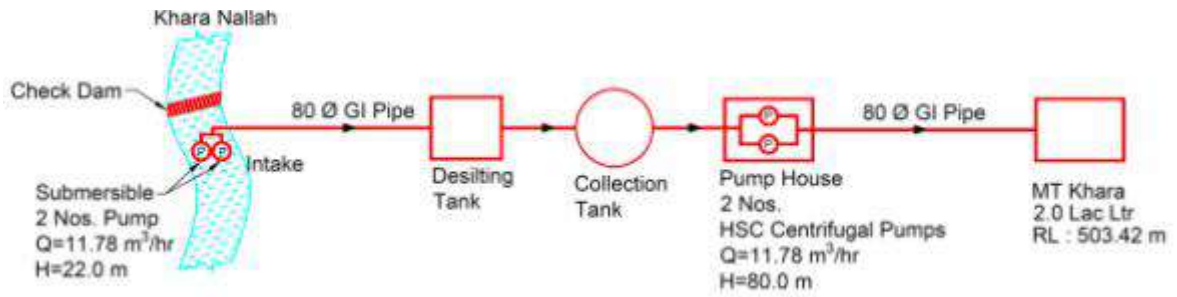 Khara Nallah
Check Dam
80 Ø GI Pipe
80 Ø GI Pipe
P P
P
P
Intake
Submersible
2 Nos. Pump
Q=11.78 m³/hr
H=22.0 m
Desilting
Tank
Collection
Tank
Pump House
2 Nos.
HSC Centrifugal Pumps
Q=11.78 m³/hr
H=80.0 m
MT Khara
2.0 Lac Ltr
RL : 503.42 m